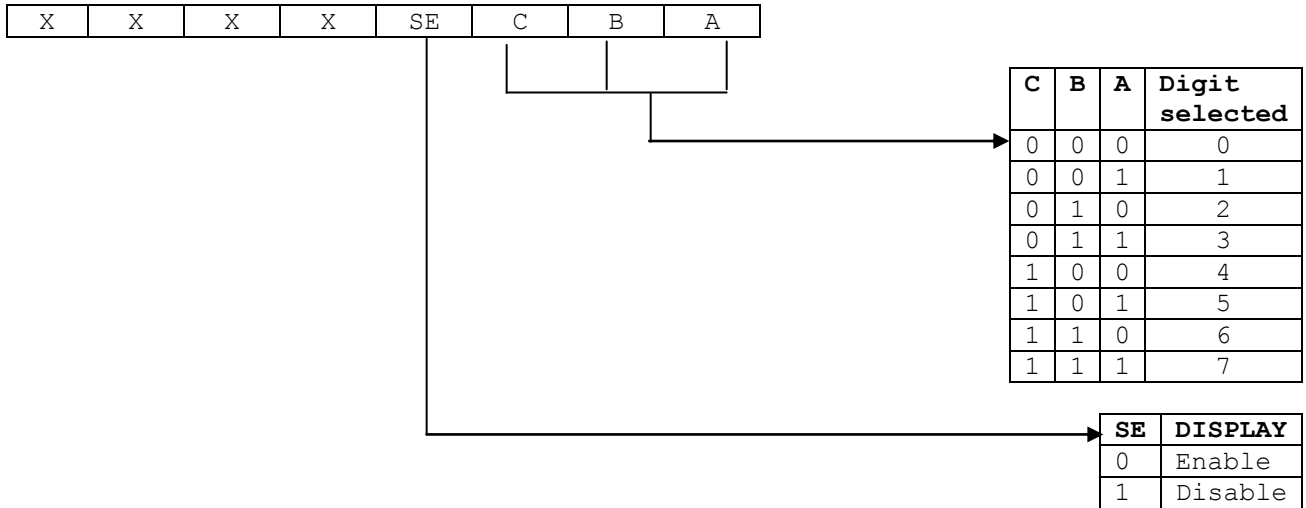 X X X X SE C B A
C B A Digit selected
0 0 0 0
0 0 1 1
0 1 0 2
0 1 1 3
1 0 0 4
1 0 1 5
1 1 0 6
1 1 1 7
SE DISPLAY
0 Enable
1 Disable